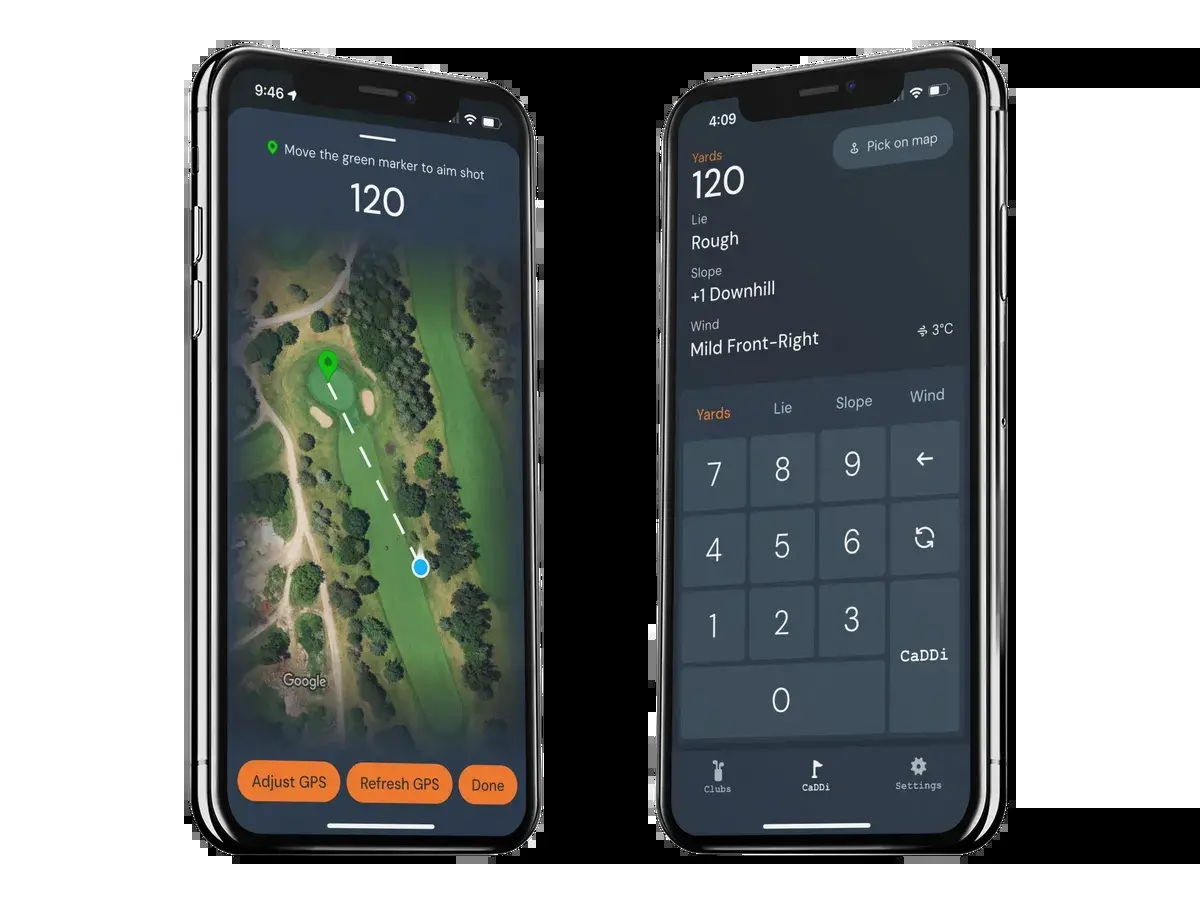 9:46
Move the green marker to aim shot
120
Google
Adjust GPS Refresh GPS Done
4:09
Pick on map
Yards
120
Lie
Rough
Slope
+1 Downhill
Wind
Mild Front-Right 3°C
Yards Lie Slope Wind
7 8 9
4 5 6
1 2 3
CaDDi
0
Clubs CaDDi Settings